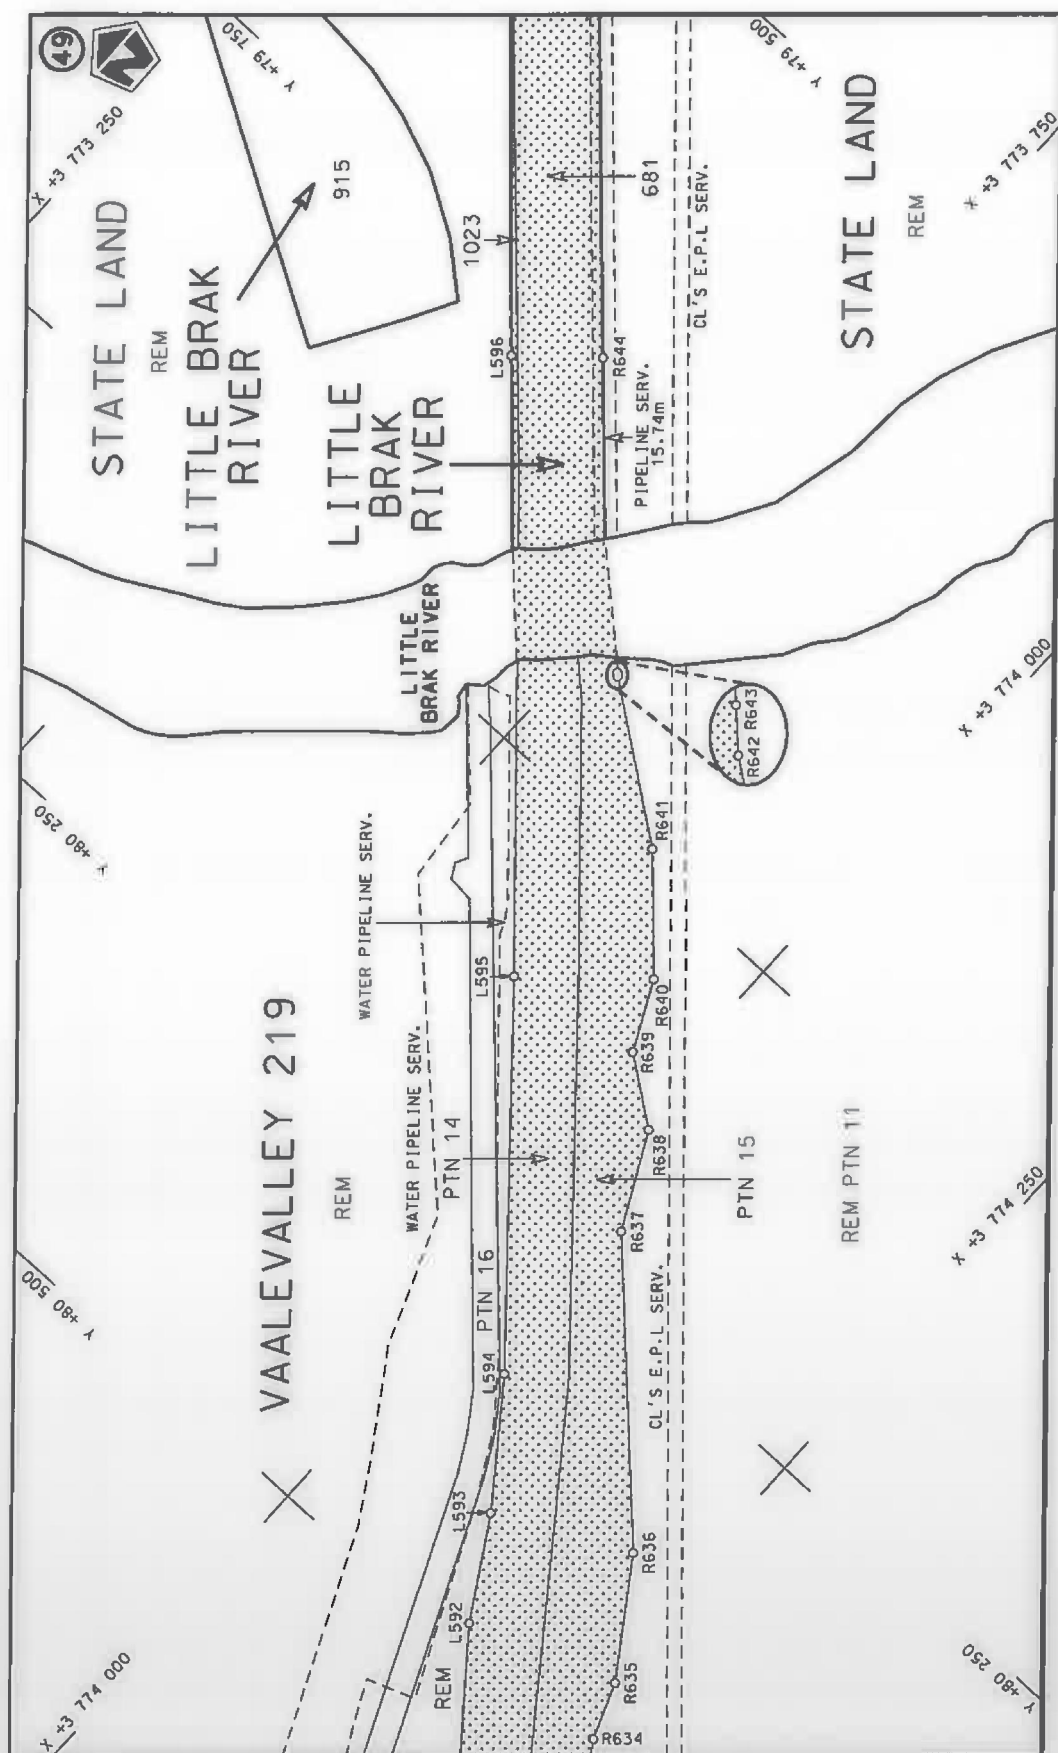 49
X +3 773 250
Y +79 750
Y +79 500
* +3 773 750
STATE LAND
REM
LITTLE BRAK
RIVER
915
1023
681
LITTLE
BRAK
RIVER
L596
R644
PIPELINE SERV.
15.74m
CL'S E.P.L SERV.
STATE LAND
REM
LITTLE
BRAK RIVER
R642 R643
X +3 774 000
Y +80 250
WATER PIPELINE SERV.
R641
L595
R640
R639
R638
R637
VAALEVALLEY 219
REM
WATER PIPELINE SERV.
PTN 14
PTN 15
REM PTN 11
X +3 774 250
PTN 16
L594
CL'S E.P.L SERV.
Y +80 500
L593
R636
L592
REM
R635
R634
X +3 774 000
Y +80 250